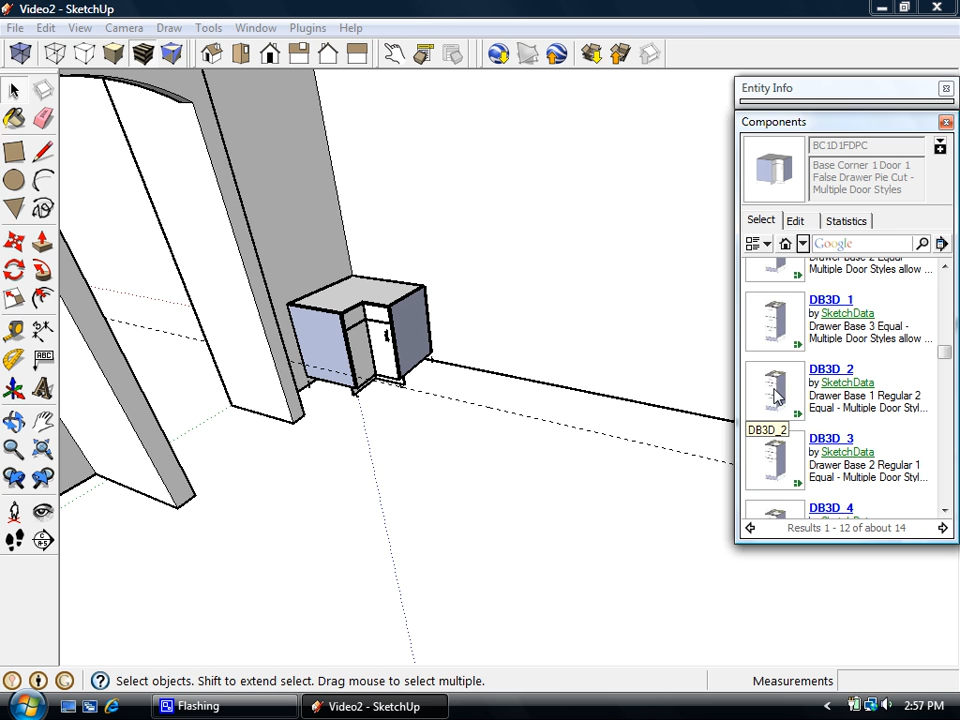 Video2 - SketchUp
File Edit View Camera Draw Tools Window Plugins Help
Entity Info
Components
BC1D1FDPC
Base Corner 1 Door 1
False Drawer Pie Cut -
Multiple Door Styles
Select Edit Statistics
Google
Multiple Door Styles allow ...
DB3D_1
by SketchData
Drawer Base 3 Equal -
Multiple Door Styles allow ...
DB3D_2
by SketchData
Drawer Base 1 Regular 2
Equal - Multiple Door Styl...
DB3D_2
DB3D_3
by SketchData
Drawer Base 2 Regular 1
Equal - Multiple Door Styl...
DB3D_4
Results 1 - 12 of about 14
ABC
Select objects. Shift to extend select. Drag mouse to select multiple.
Measurements
Flashing
Video2 - SketchUp
2:57 PM